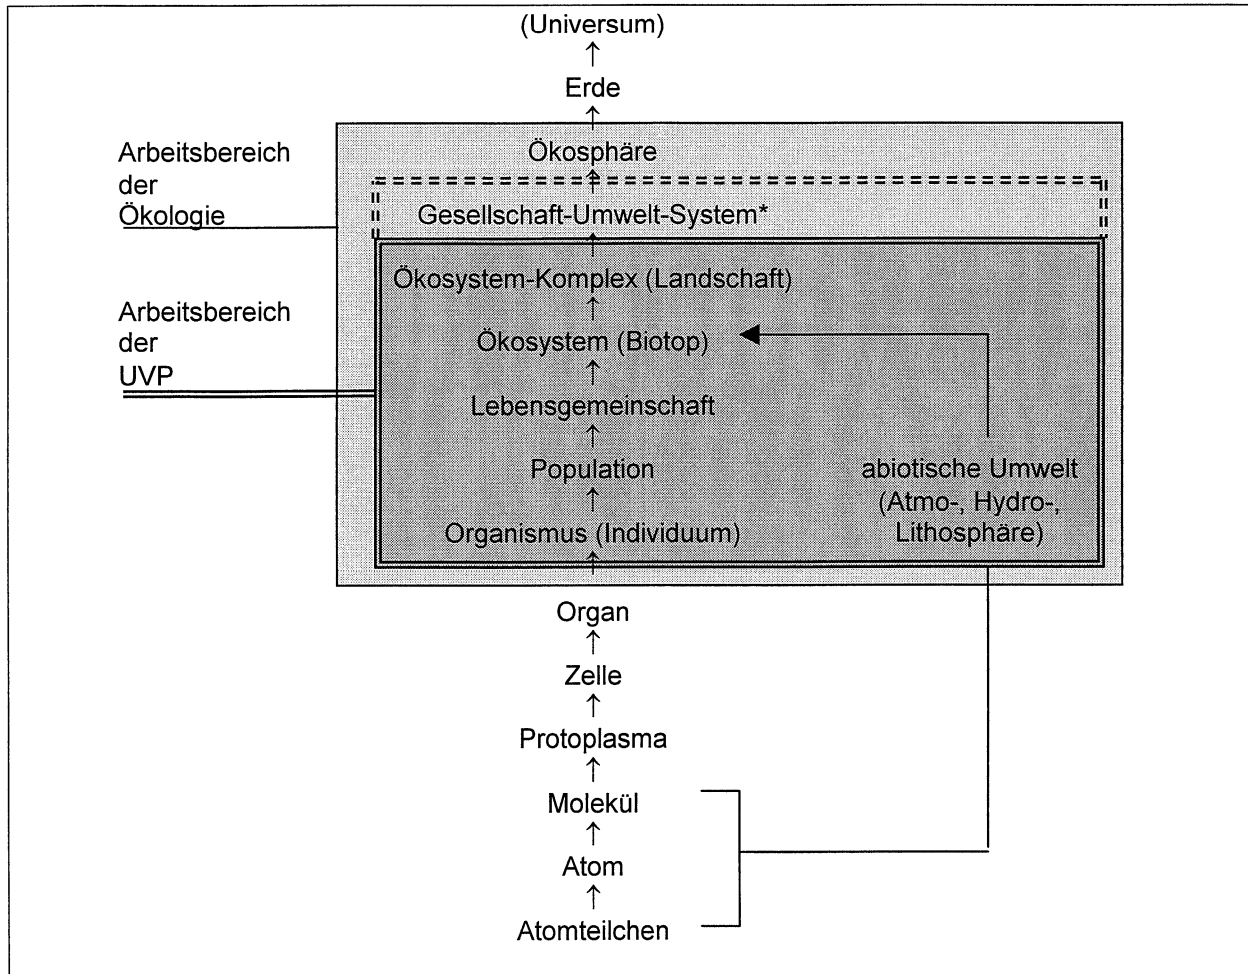 (Universum)
Erde
Arbeitsbereich
der
Ökologie
Ökosphäre
Gesellschaft-Umwelt-System*
Ökosystem-Komplex (Landschaft)
Arbeitsbereich
der
UVP
Ökosystem (Biotop)
Lebensgemeinschaft
Population
Organismus (Individuum)
abiotische Umwelt
(Atmo-, Hydro-,
Lithosphäre)
Organ
Zelle
Protoplasma
Molekül
Atom
Atomteilchen